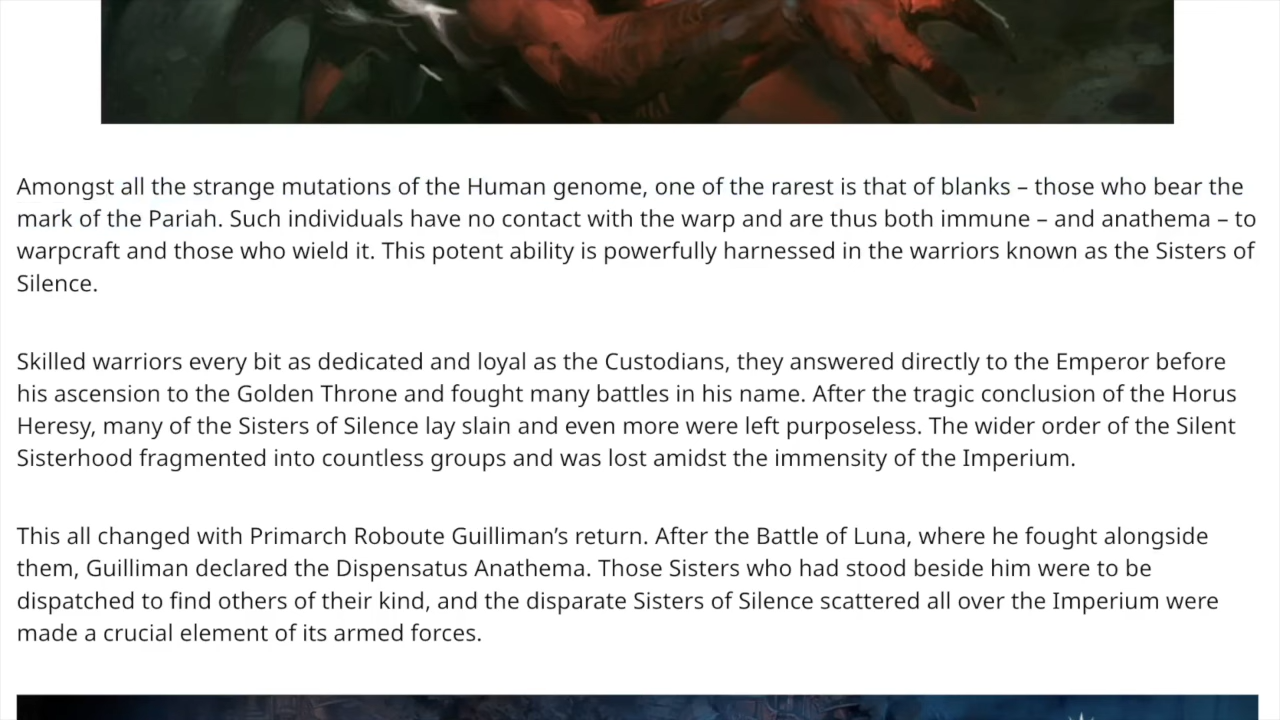 Amongst all the strange mutations of the Human genome, one of the rarest is that of blanks – those who bear the
mark of the Pariah. Such individuals have no contact with the warp and are thus both immune – and anathema – to
warpcraft and those who wield it. This potent ability is powerfully harnessed in the warriors known as the Sisters of
Silence.
Skilled warriors every bit as dedicated and loyal as the Custodians, they answered directly to the Emperor before
his ascension to the Golden Throne and fought many battles in his name. After the tragic conclusion of the Horus
Heresy, many of the Sisters of Silence lay slain and even more were left purposeless. The wider order of the Silent
Sisterhood fragmented into countless groups and was lost amidst the immensity of the Imperium.
This all changed with Primarch Roboute Guilliman’s return. After the Battle of Luna, where he fought alongside
them, Guilliman declared the Dispensatus Anathema. Those Sisters who had stood beside him were to be
dispatched to find others of their kind, and the disparate Sisters of Silence scattered all over the Imperium were
made a crucial element of its armed forces.